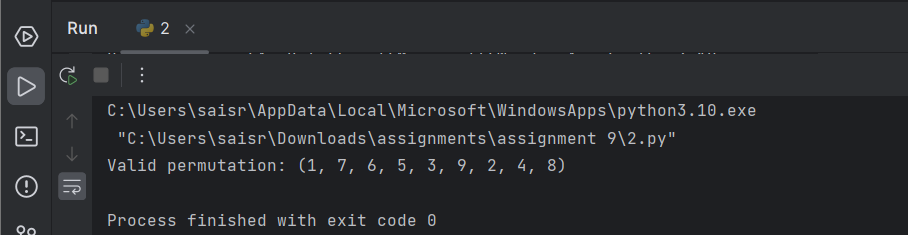 Run
2
C:\Users\saisr\AppData\Local\Microsoft\WindowsApps\python3.10.exe
"C:\Users\saisr\Downloads\assignments\assignment 9\2.py"
Valid permutation: (1, 7, 6, 5, 3, 9, 2, 4, 8)
Process finished with exit code 0